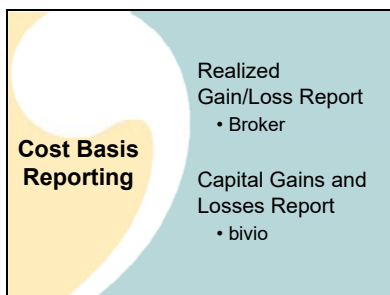 Cost Basis
Reporting
Realized
Gain/Loss Report
• Broker
Capital Gains and
Losses Report
• bivio